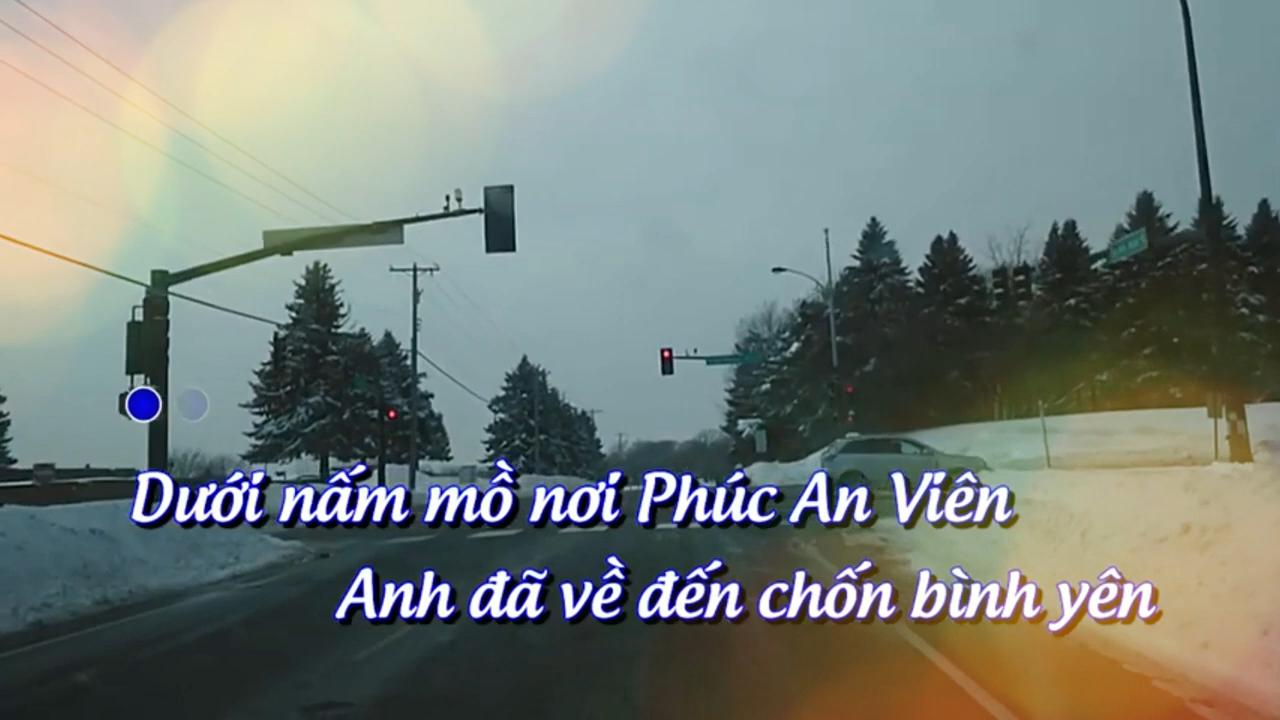 Dưới nấm mồ nơi Phúc An Viên
Anh đã về đến chốn bình yên